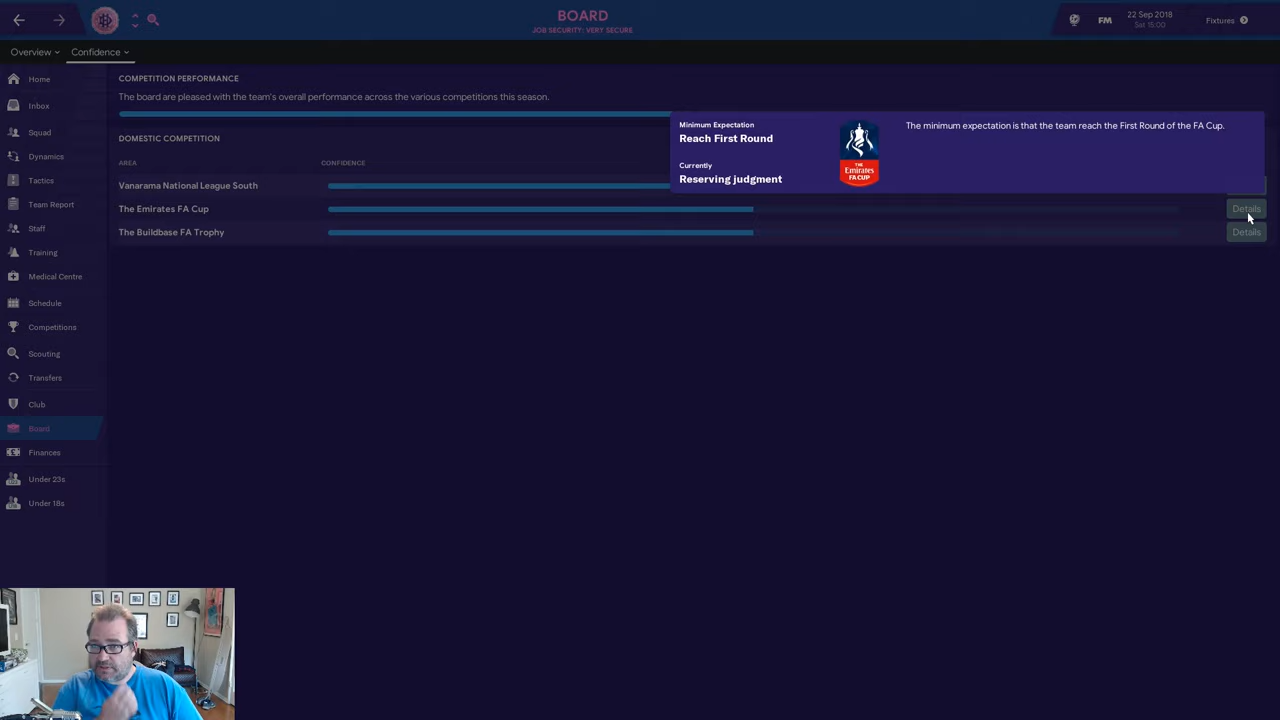 BOARD
JOB SECURITY: VERY SECURE
FM
22 Sep 2018
Sat 15:00
Fixtures
Overview
Confidence
Home
Inbox
Squad
Dynamics
Tactics
Team Report
Staff
Training
Medical Centre
Schedule
Competitions
Scouting
Transfers
Club
Board
Finances
Under 23s
Under 18s
COMPETITION PERFORMANCE
The board are pleased with the team's overall performance across the various competitions this season.
DOMESTIC COMPETITION
AREA CONFIDENCE
Vanarama National League South
The Emirates FA Cup Details
The Buildbase FA Trophy Details
Minimum Expectation
Reach First Round
Currently
Reserving judgment
THE
Emirates
FA CUP
The minimum expectation is that the team reach the First Round of the FA Cup.